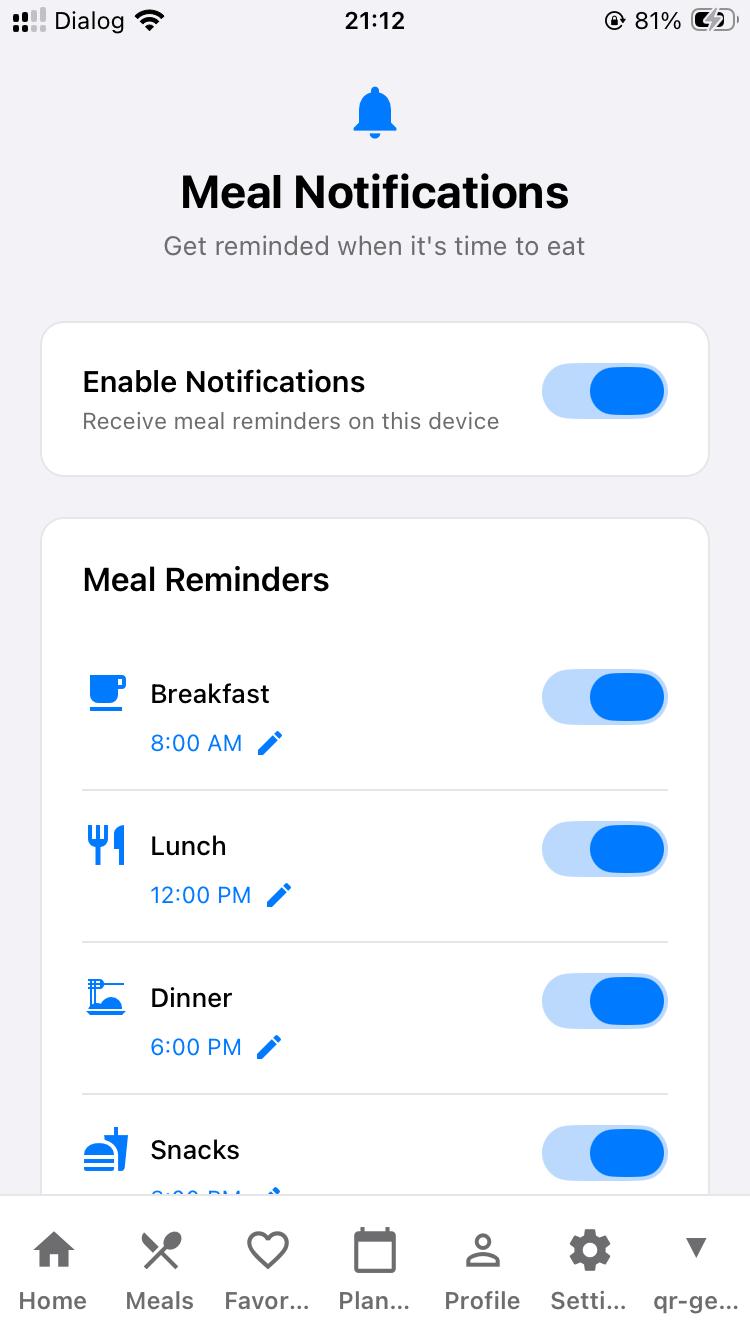 Dialog 21:12 81%
Meal Notifications
Get reminded when it's time to eat
Enable Notifications
Receive meal reminders on this device
Meal Reminders
Breakfast
8:00 AM
Lunch
12:00 PM
Dinner
6:00 PM
Snacks
Home Meals Favor... Plan... Profile Setti... qr-ge...